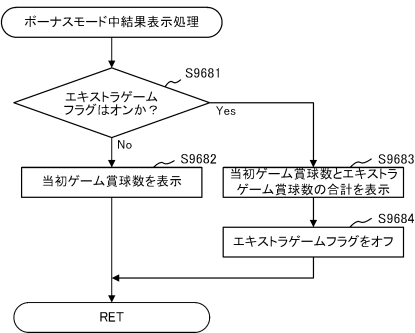 ボーナスモード中結果表示処理
S9681
エキストラゲーム
フラグはオンか？
Yes
No
S9682
当初ゲーム賞球数を表示
S9683
当初ゲーム賞球数とエキストラ
ゲーム賞球数の合計を表示
S9684
エキストラゲームフラグをオフ
RET